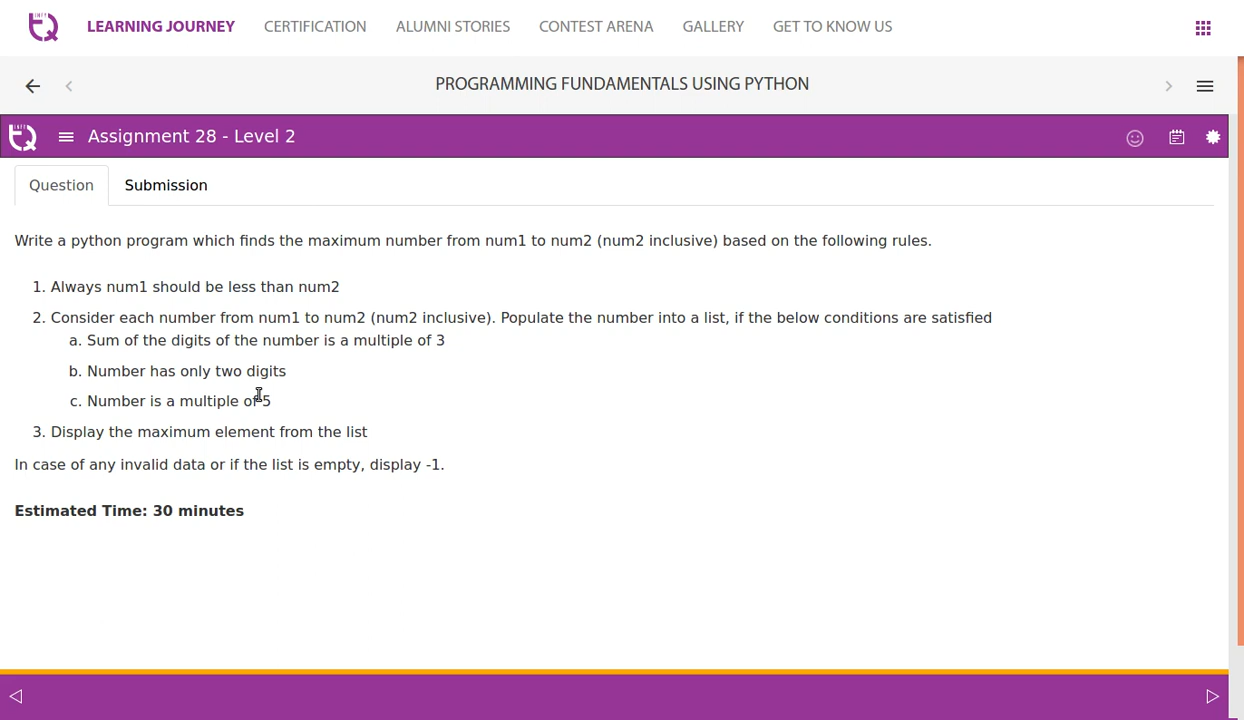 LEARNING JOURNEY CERTIFICATION ALUMNI STORIES CONTEST ARENA GALLERY GET TO KNOW US
PROGRAMMING FUNDAMENTALS USING PYTHON
Assignment 28 - Level 2
Question Submission
Write a python program which finds the maximum number from num1 to num2 (num2 inclusive) based on the following rules.
1. Always num1 should be less than num2
2. Consider each number from num1 to num2 (num2 inclusive). Populate the number into a list, if the below conditions are satisfied
a. Sum of the digits of the number is a multiple of 3
b. Number has only two digits
c. Number is a multiple of 5
3. Display the maximum element from the list
In case of any invalid data or if the list is empty, display -1.
Estimated Time: 30 minutes